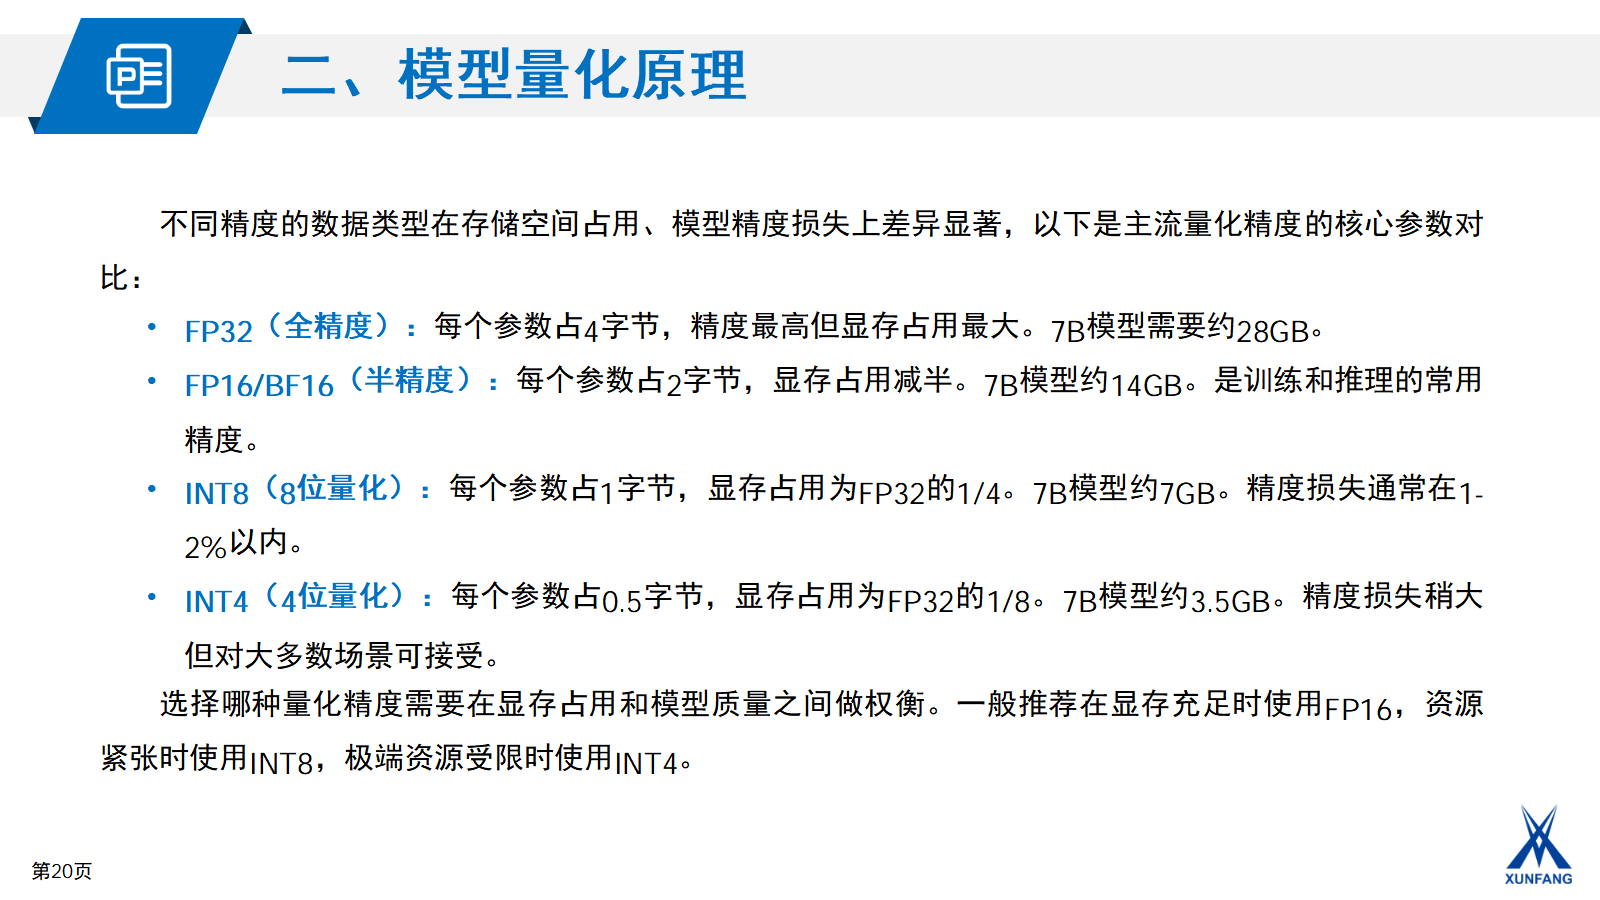 二、模型量化原理
不同精度的数据类型在存储空间占用、模型精度损失上差异显著，以下是主流量化精度的核心参数对
比：
• FP32（全精度）：每个参数占4字节，精度最高但显存占用最大。7B模型需要约28GB。
• FP16/BF16（半精度）：每个参数占2字节，显存占用减半。7B模型约14GB。是训练和推理的常用
精度。
• INT8（8位量化）：每个参数占1字节，显存占用为FP32的1/4。7B模型约7GB。精度损失通常在1-
2%以内。
• INT4（4位量化）：每个参数占0.5字节，显存占用为FP32的1/8。7B模型约3.5GB。精度损失稍大
但对大多数场景可接受。
选择哪种量化精度需要在显存占用和模型质量之间做权衡。一般推荐在显存充足时使用FP16，资源
紧张时使用INT8，极端资源受限时使用INT4。
第20页
XUNFANG